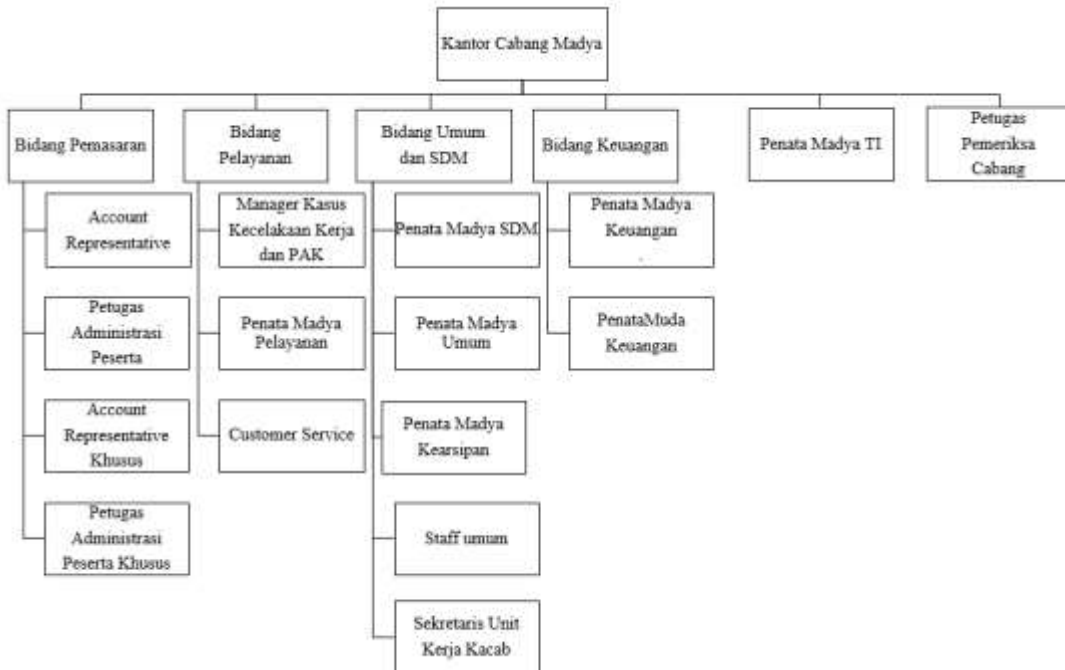 Kantor Cabang Madya
Bidang Pemasaran
Bidang
Pelayanan
Bidang Umum
dan SDM
Bidang Keuangan
Penata Madya TI
Petugas
Pemeriksa
Cabang
Account
Representative
Petugas
Administrasi
Peserta
Account
Representative
Khusus
Petugas
Administrasi
Peserta Khusus
Manager Kasus
Kecelakaan Kerja
dan PAK
Penata Madya
Pelayanan
Customer Service
Penata Madya SDM
Penata Madya
Umum
Penata Madya
Kearsipan
Staff umium
Sekretaris Unit
Kerja Kacab
Penata Madya
Keuangan
.
PenataMuda
Keuangan